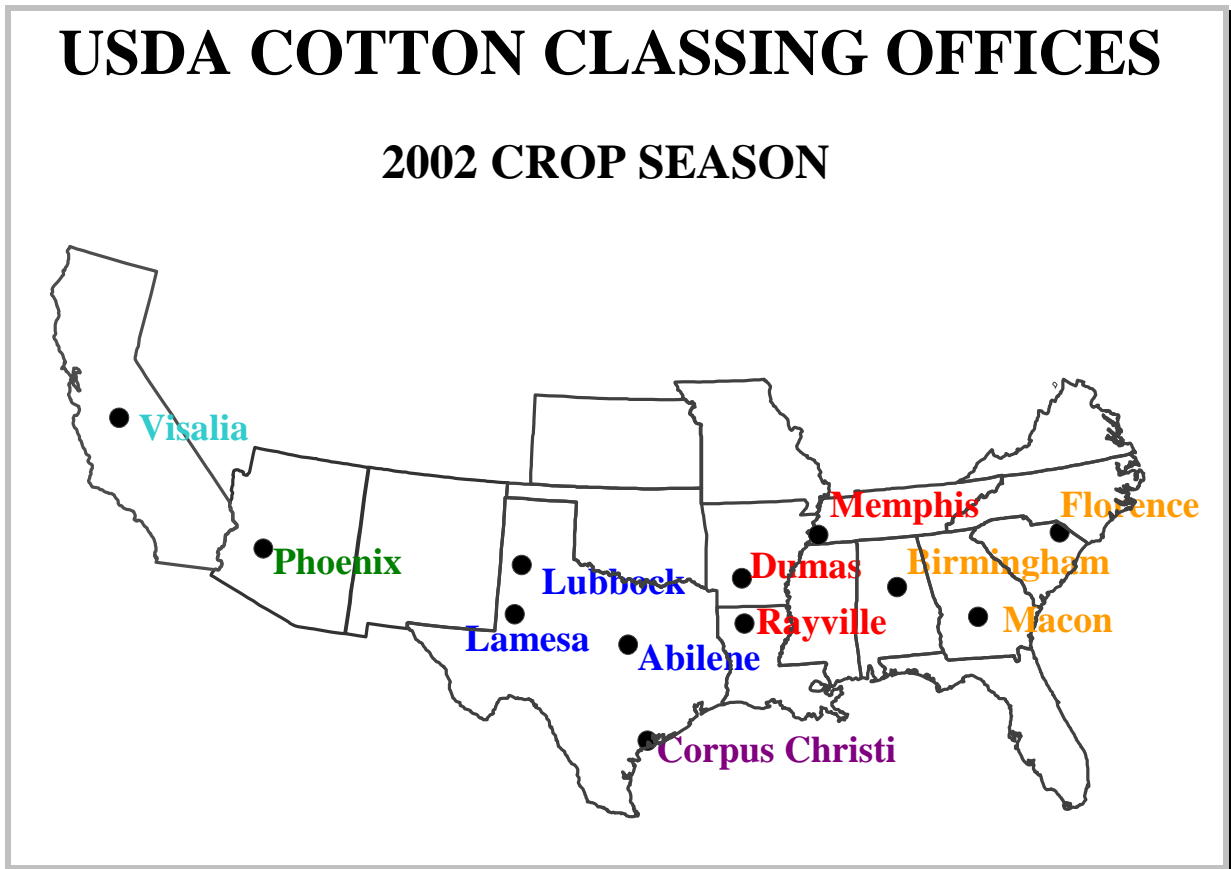 USDA COTTON CLASSING OFFICES
2002 CROP SEASON
Visalia
Memphis
Florence
Phoenix
Dumas
Birmingham
Lubbock
Rayville
Macon
Lamesa
Abilene
Corpus Christi